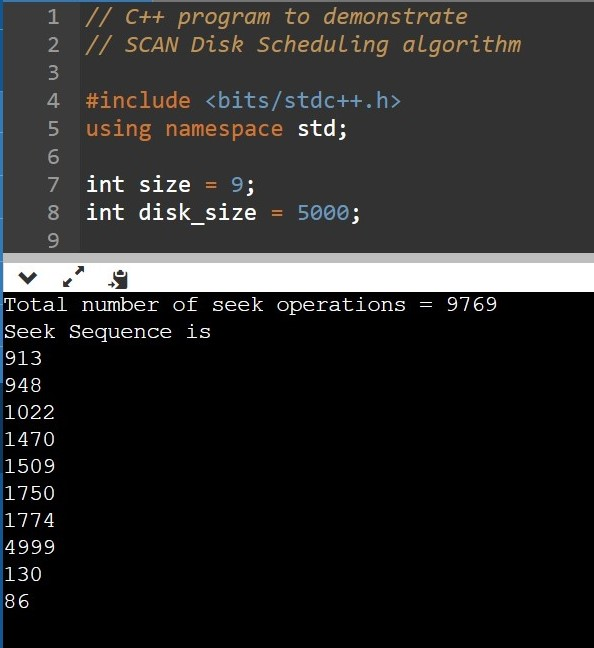 1 // C++ program to demonstrate
2 // SCAN Disk Scheduling algorithm
3
4 #include <bits/stdc++.h>
5 using namespace std;
6
7 int size = 9;
8 int disk_size = 5000;
9
Total number of seek operations = 9769
Seek Sequence is
913
948
1022
1470
1509
1750
1774
4999
130
86